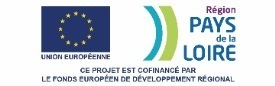 Région
PAYS
de la
LOIRE
UNION EUROPÉENNE
CE PROJET EST COFINANCÉ PAR
LE FONDS EUROPÉEN DE DÉVELOPPEMENT RÉGIONAL